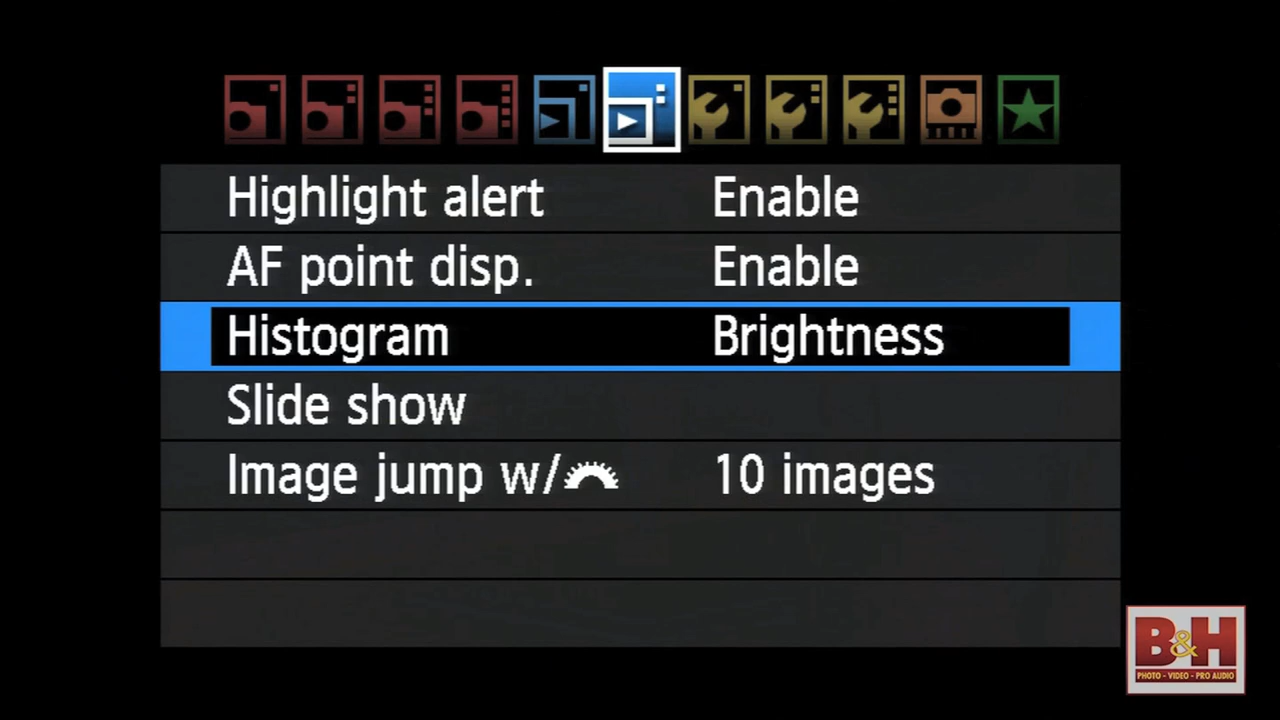 Highlight alert Enable
AF point disp. Enable
Histogram Brightness
Slide show
Image jump w/ 10 images
B&H
PHOTO - VIDEO - PRO AUDIO